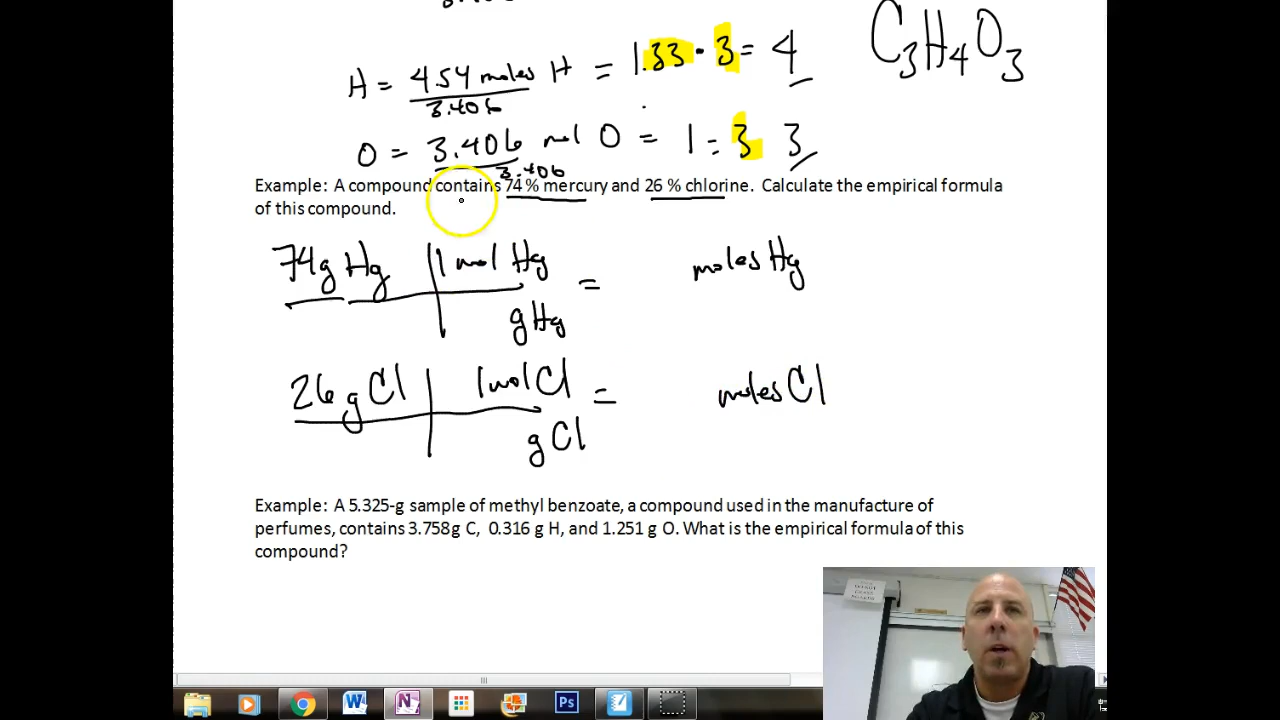 H = 4.54 moles H = 1.33 · 3 = 4
3.406
C3H4O3
O = 3.406 mol O = 1 = 3 3
3.406
Example: A compound contains 74 % mercury and 26 % chlorine. Calculate the empirical formula
of this compound.
74g Hg | 1 mol Hg = moles Hg
g Hg
26 g Cl | 1 mol Cl = moles Cl
g Cl
Example: A 5.325-g sample of methyl benzoate, a compound used in the manufacture of
perfumes, contains 3.758g C, 0.316 g H, and 1.251 g O. What is the empirical formula of this
compound?
W
N
Ps